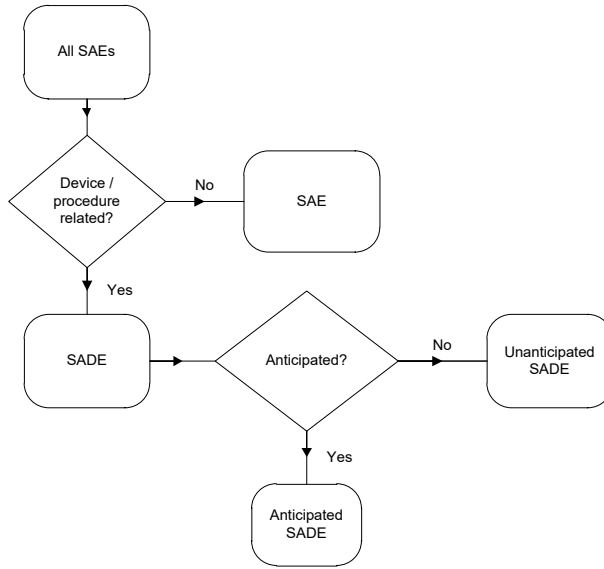 All SAEs
Device /
procedure
related?
No
SAE
Yes
SADE
Anticipated?
No
Unanticipated
SADE
Yes
Anticipated
SADE